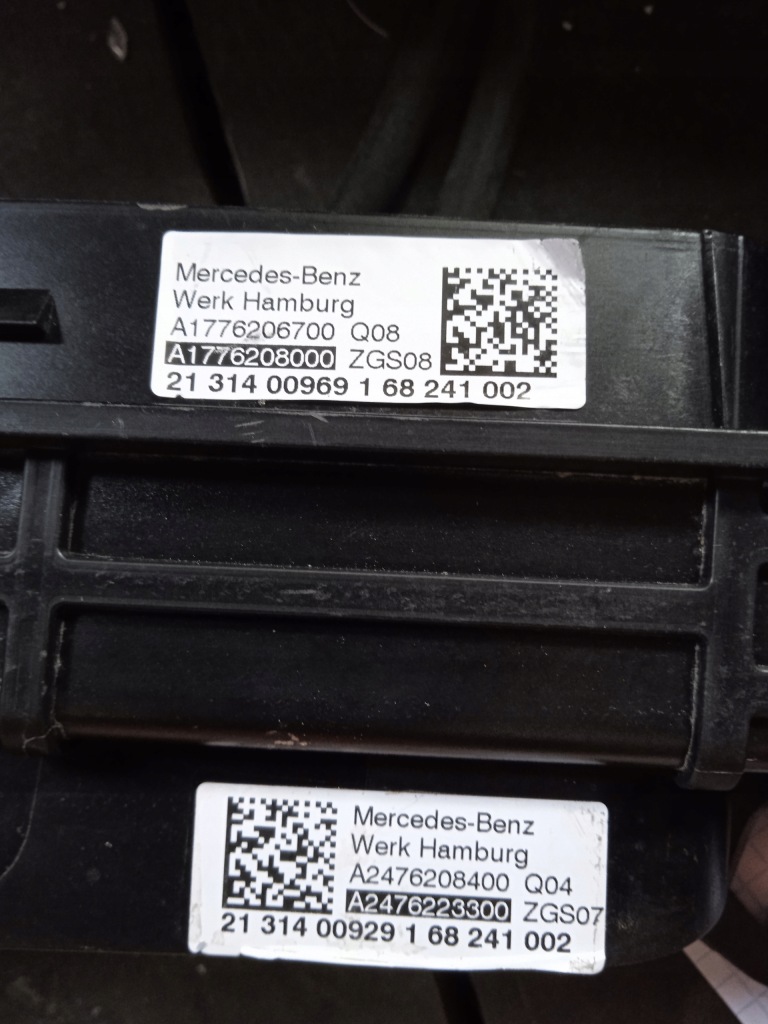 Mercedes-Benz
Werk Hamburg
A1776206700 Q08
A1776208000 ZGS08
21 314 00969 1 68 241 002
Mercedes-Benz
Werk Hamburg
A2476208400 Q04
A2476223300 ZGS07
21 314 00929 1 68 241 002